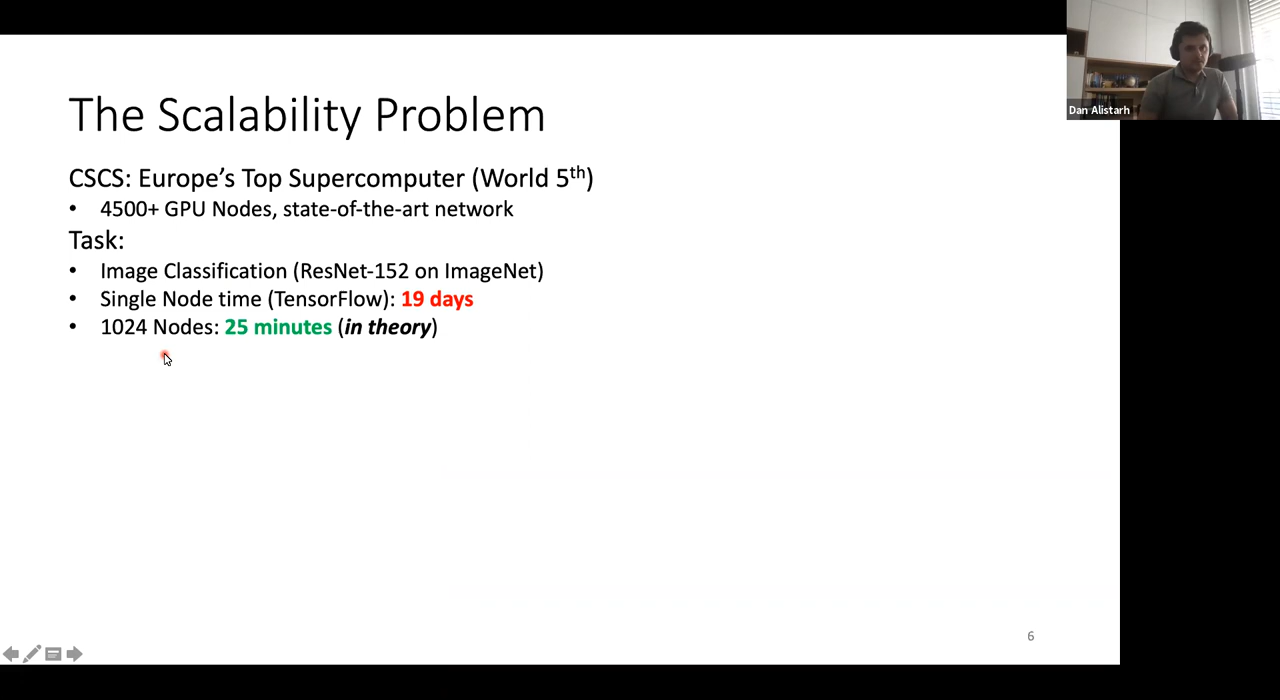 Dan Alistarh
The Scalability Problem
CSCS: Europe’s Top Supercomputer (World 5th)
• 4500+ GPU Nodes, state-of-the-art network
Task:
• Image Classification (ResNet-152 on ImageNet)
• Single Node time (TensorFlow): 19 days
• 1024 Nodes: 25 minutes (in theory)
6